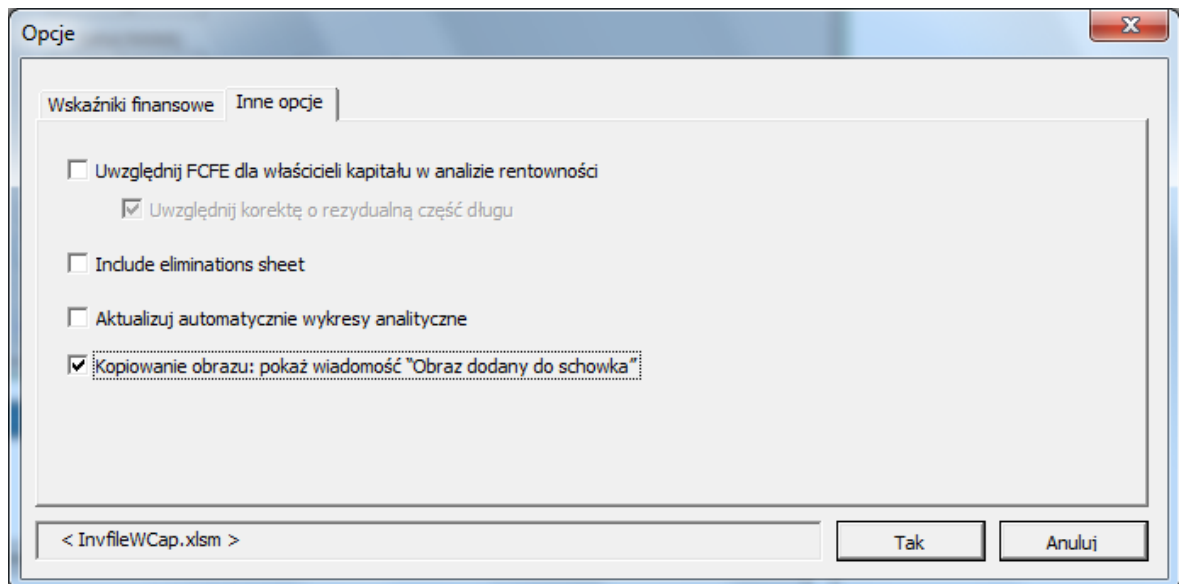 Opcje
Wskaźniki finansowe
Inne opcje
Uwzględnij FCFE dla właścicieli kapitału w analizie rentowności
Uwzględnij korektę o rezydualną część długu
Include eliminations sheet
Aktualizuj automatycznie wykresy analityczne
Kopiowanie obrazu: pokaż wiadomość “Obraz dodany do schowka”
< InvfileWCap.xlsm >
Tak
Anuluj